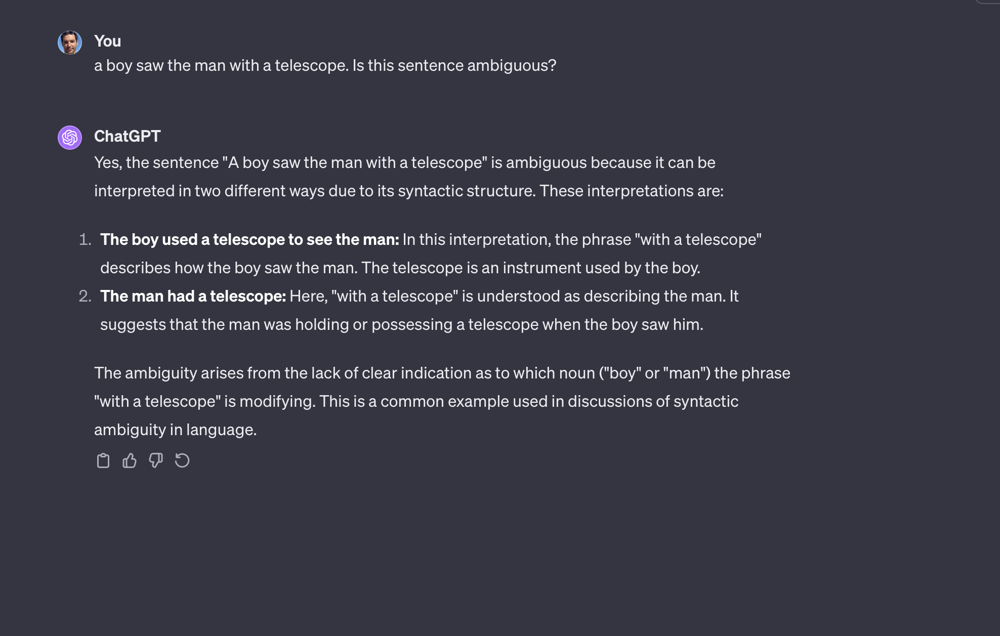 You
a boy saw the man with a telescope. Is this sentence ambiguous?
ChatGPT
Yes, the sentence "A boy saw the man with a telescope" is ambiguous because it can be
interpreted in two different ways due to its syntactic structure. These interpretations are:
1. The boy used a telescope to see the man: In this interpretation, the phrase "with a telescope"
describes how the boy saw the man. The telescope is an instrument used by the boy.
2. The man had a telescope: Here, "with a telescope" is understood as describing the man. It
suggests that the man was holding or possessing a telescope when the boy saw him.
The ambiguity arises from the lack of clear indication as to which noun ("boy" or "man") the phrase
"with a telescope" is modifying. This is a common example used in discussions of syntactic
ambiguity in language.